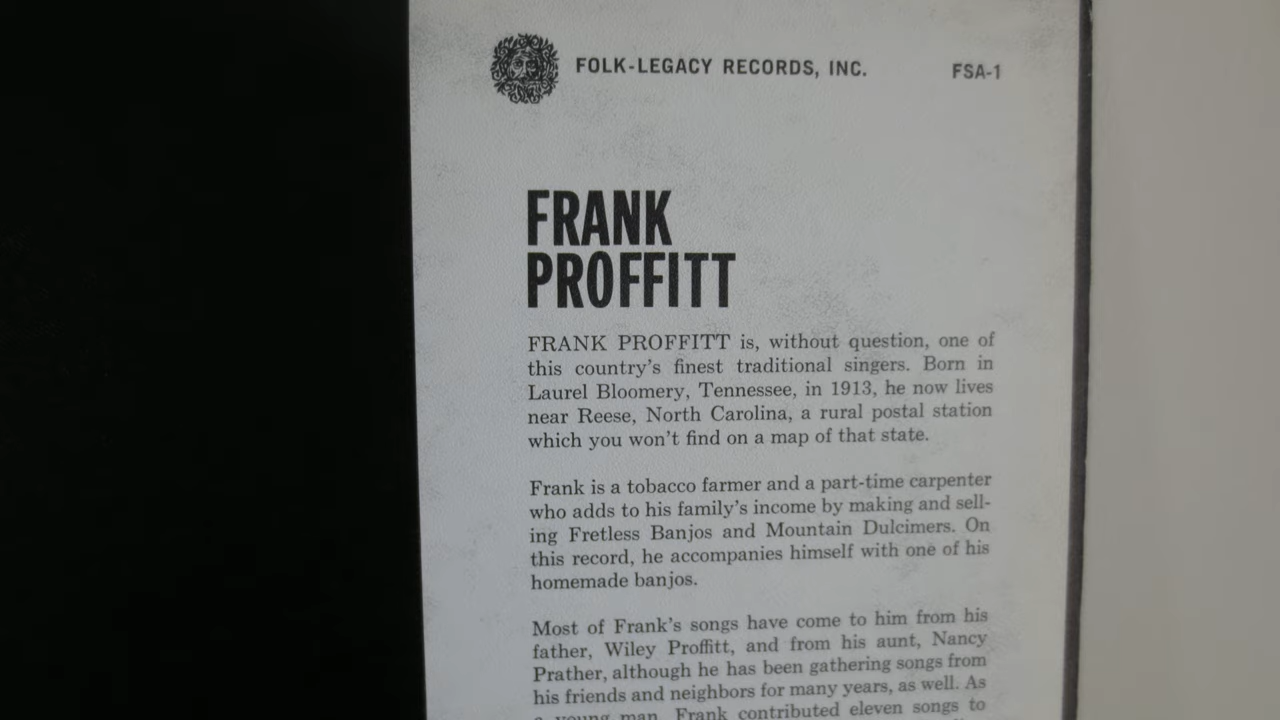 FOLK-LEGACY RECORDS, INC. FSA-1
FRANK
PROFFITT
FRANK PROFFITT is, without question, one of
this country's finest traditional singers. Born in
Laurel Bloomery, Tennessee, in 1913, he now lives
near Reese, North Carolina, a rural postal station
which you won't find on a map of that state.
Frank is a tobacco farmer and a part-time carpenter
who adds to his family's income by making and sell-
ing Fretless Banjos and Mountain Dulcimers. On
this record, he accompanies himself with one of his
homemade banjos.
Most of Frank's songs have come to him from his
father, Wiley Proffitt, and from his aunt, Nancy
Prather, although he has been gathering songs from
his friends and neighbors for many years, as well. As
a young man, Frank contributed eleven songs to